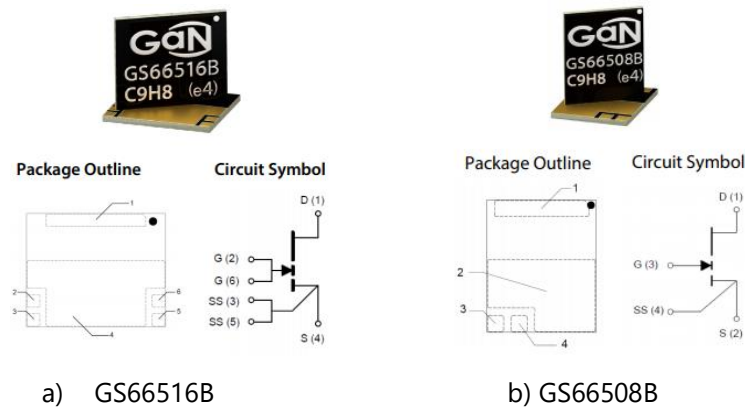 GaN
GS66516B
C9H8 (e4)
Package Outline
Circuit Symbol
1
2
3
6
5
4
D (1)
G (2)
G (6)
SS (3)
SS (5)
S (4)
a) GS66516B
GaN
GS66508B
C9H8 (e4)
Package Outline
Circuit Symbol
1
2
3
4
D (1)
G (3)
SS (4)
S (2)
b) GS66508B